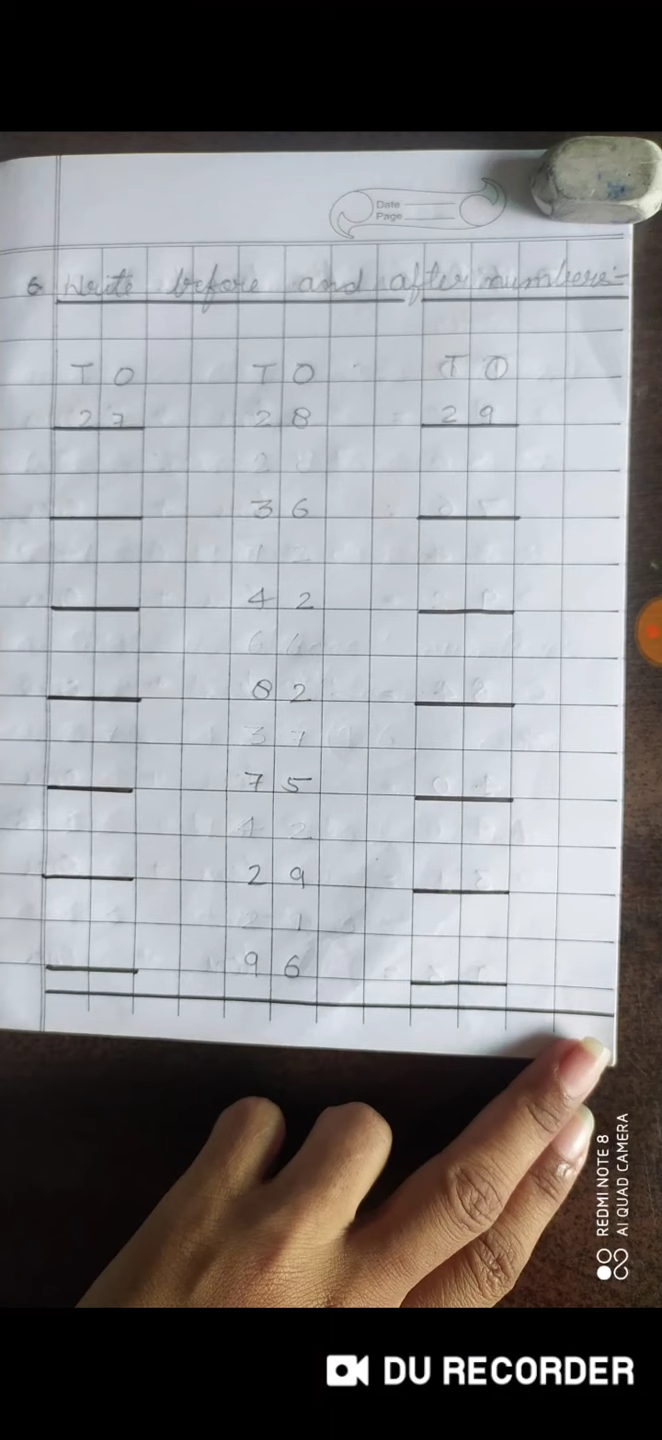 Date
Page
6 Write before and after numbers:-
T O T O T O
2 7 2 8 2 9
3 6
4 2
8 2
7 5
2 9
9 6
REDMI NOTE 8
AI QUAD CAMERA
DU RECORDER